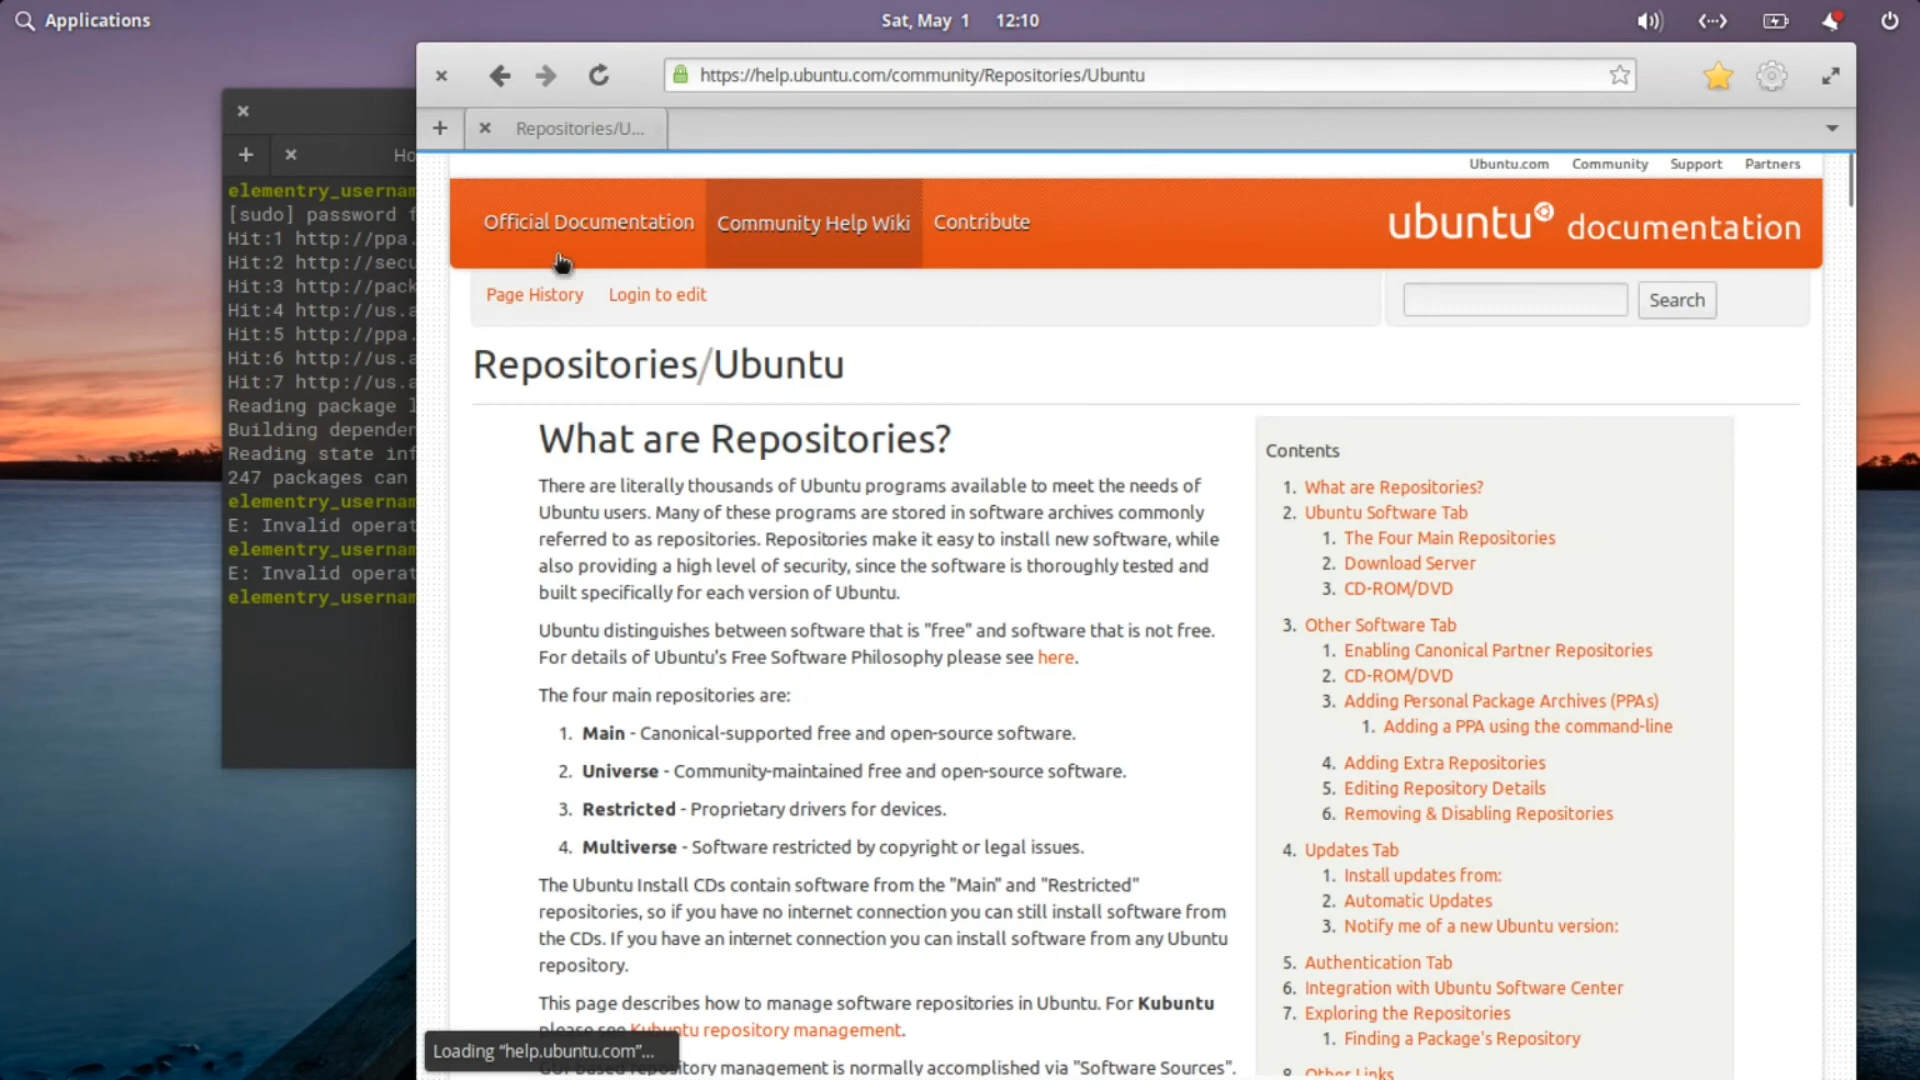 Applications
Sat, May 1 12:10
https://help.ubuntu.com/community/Repositories/Ubuntu
Repositories/U...
elementry_usernam
[sudo] password f
Hit:1 http://ppa.
Hit:2 http://secu
Hit:3 http://pack
Hit:4 http://us.a
Hit:5 http://ppa.
Hit:6 http://us.a
Hit:7 http://us.a
Reading package l
Building depender
Reading state inf
247 packages can
elementry_usernam
E: Invalid operat
elementry_usernam
E: Invalid operat
elementry_usernam
Ubuntu.com Community Support Partners
Official Documentation Community Help Wiki Contribute
ubuntu documentation
Page History Login to edit
Search
Repositories/Ubuntu
What are Repositories?
There are literally thousands of Ubuntu programs available to meet the needs of
Ubuntu users. Many of these programs are stored in software archives commonly
referred to as repositories. Repositories make it easy to install new software, while
also providing a high level of security, since the software is thoroughly tested and
built specifically for each version of Ubuntu.
Ubuntu distinguishes between software that is "free" and software that is not free.
For details of Ubuntu's Free Software Philosophy please see here.
The four main repositories are:
1. Main - Canonical-supported free and open-source software.
2. Universe - Community-maintained free and open-source software.
3. Restricted - Proprietary drivers for devices.
4. Multiverse - Software restricted by copyright or legal issues.
The Ubuntu Install CDs contain software from the "Main" and "Restricted"
repositories, so if you have no internet connection you can still install software from
the CDs. If you have an internet connection you can install software from any Ubuntu
repository.
This page describes how to manage software repositories in Ubuntu. For Kubuntu
please see Kubuntu repository management.
repository management is normally accomplished via "Software Sources".
Contents
1. What are Repositories?
2. Ubuntu Software Tab
1. The Four Main Repositories
2. Download Server
3. CD-ROM/DVD
3. Other Software Tab
1. Enabling Canonical Partner Repositories
2. CD-ROM/DVD
3. Adding Personal Package Archives (PPAs)
1. Adding a PPA using the command-line
4. Adding Extra Repositories
5. Editing Repository Details
6. Removing & Disabling Repositories
4. Updates Tab
1. Install updates from:
2. Automatic Updates
3. Notify me of a new Ubuntu version:
5. Authentication Tab
6. Integration with Ubuntu Software Center
7. Exploring the Repositories
1. Finding a Package's Repository
8. Other Links
Loading "help.ubuntu.com"...